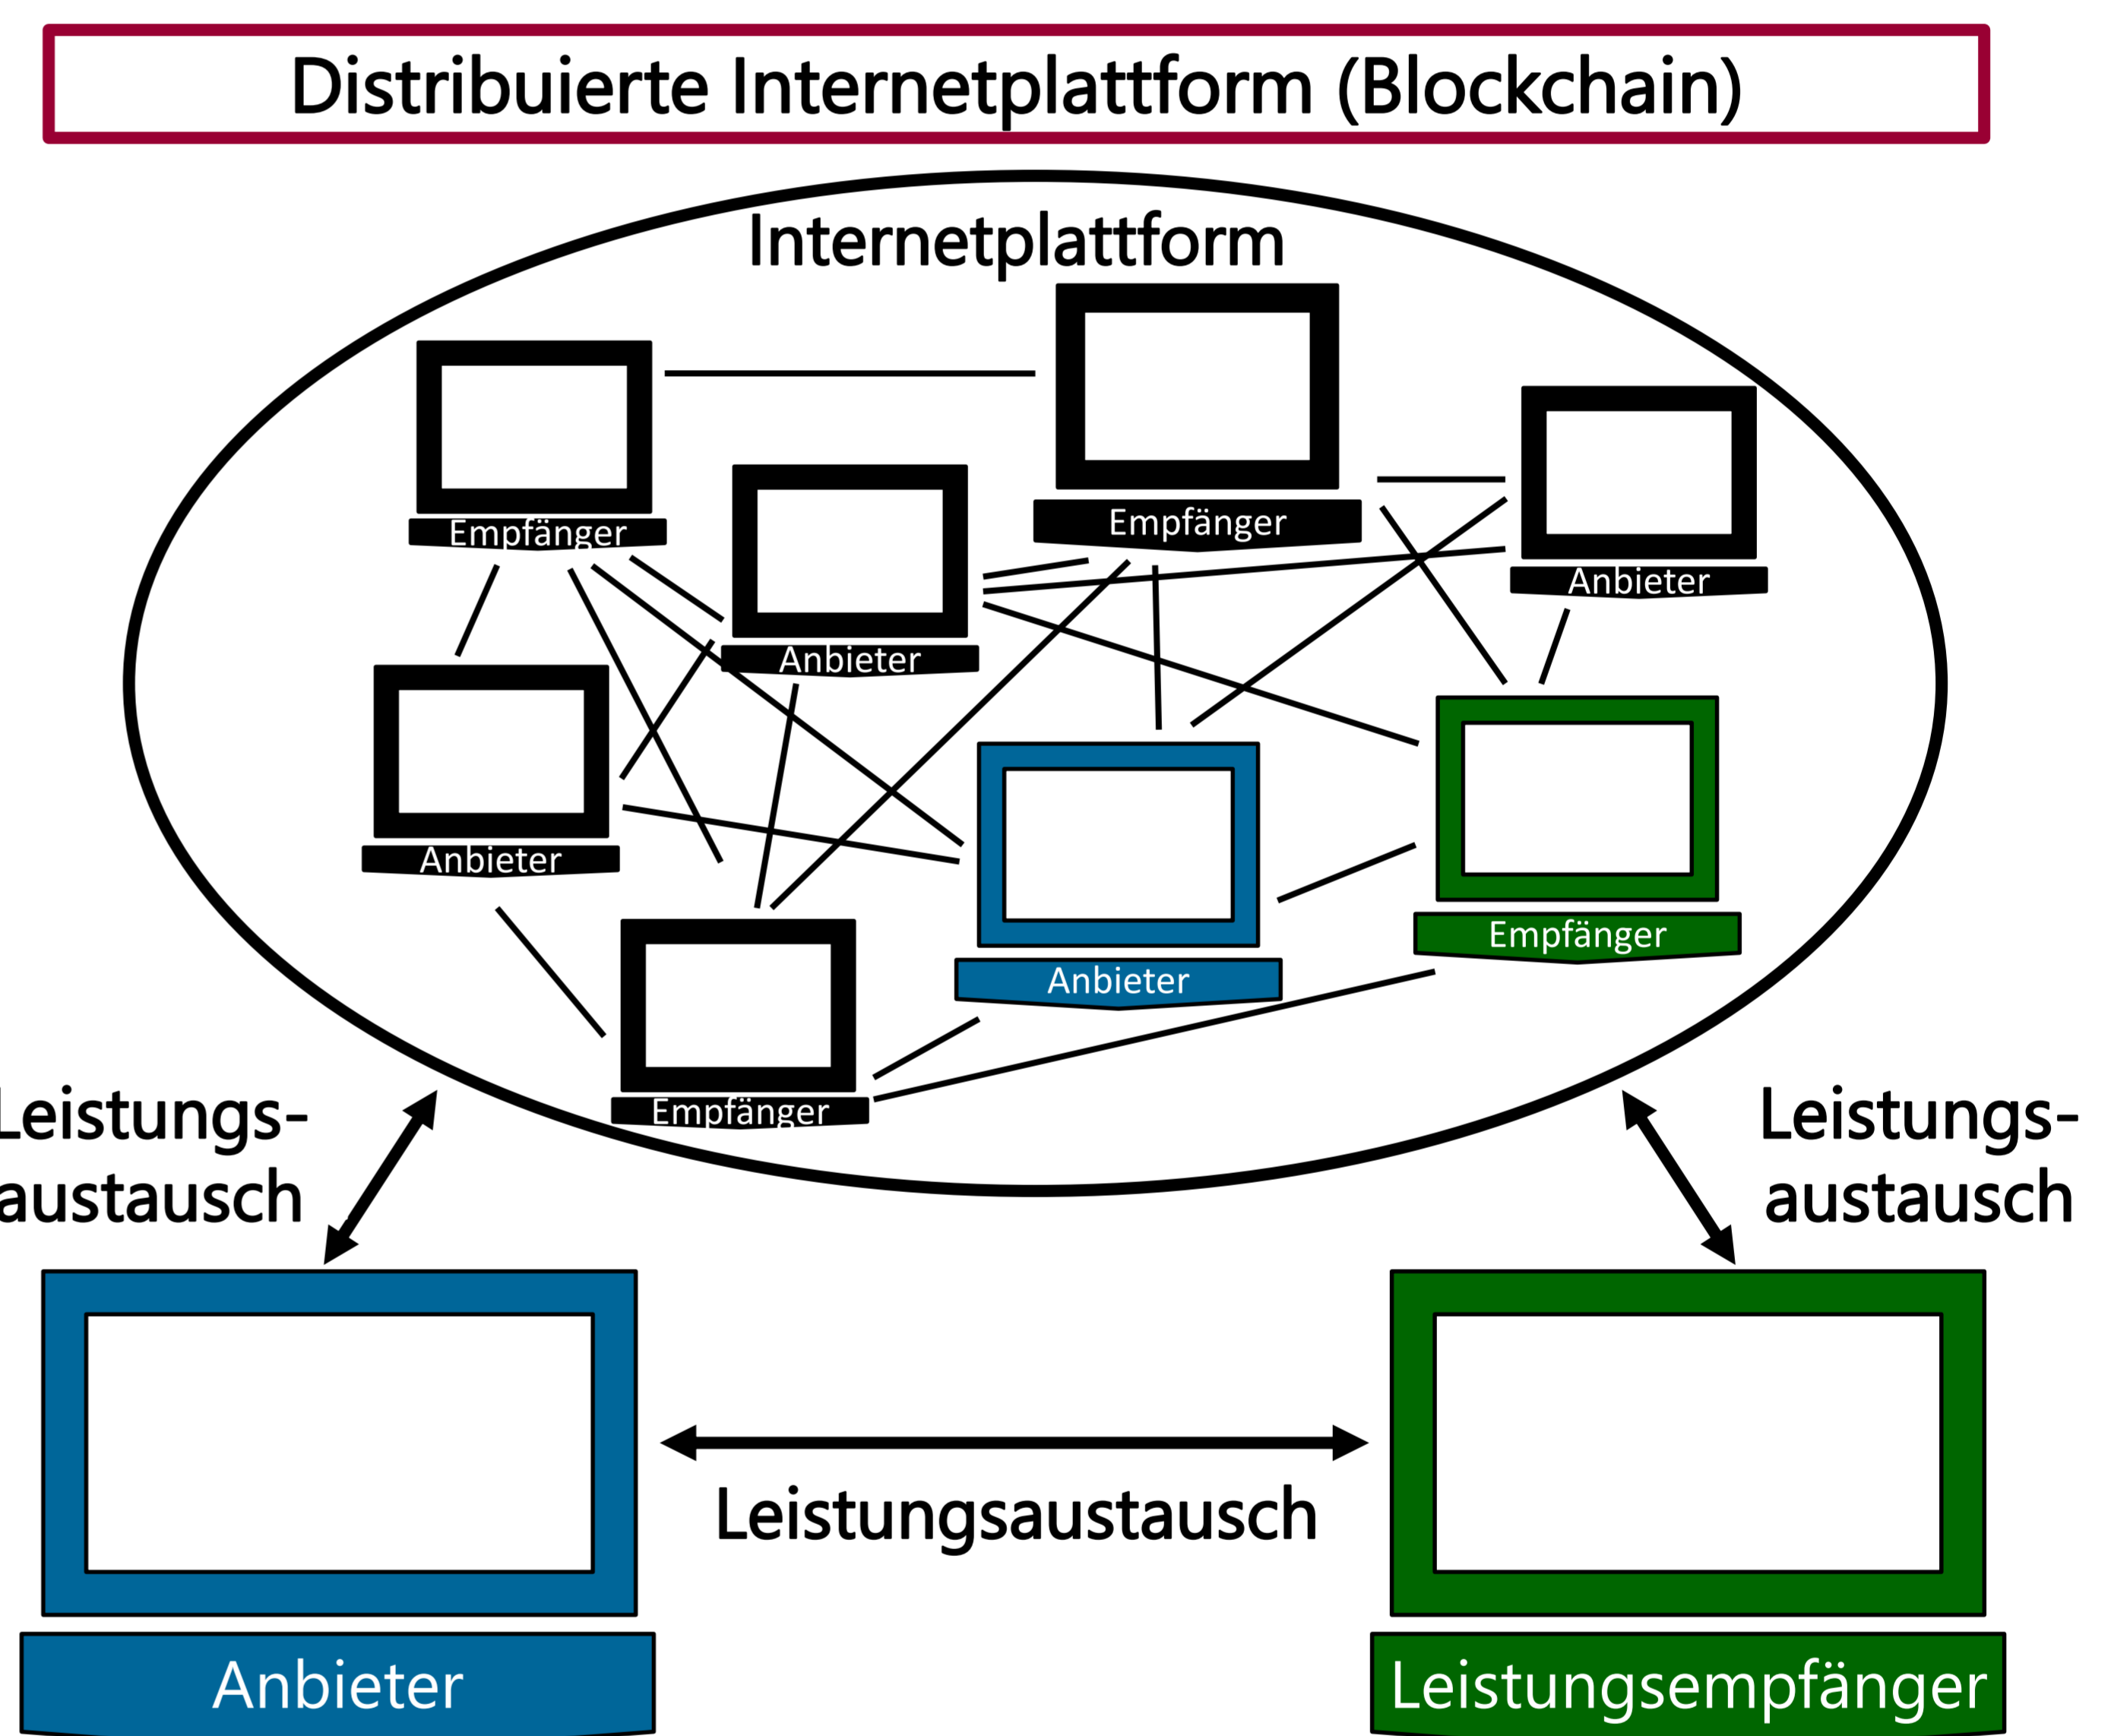 Distribuierte Internetplattform (Blockchain)
Internetplattform
Empfänger
Empfänger
Anbieter
Anbieter
Anbieter
Empfänger
Anbieter
Empfänger
Leistungs-
austausch
Leistungs-
austausch
Leistungsaustausch
Anbieter
Leistungsempfänger